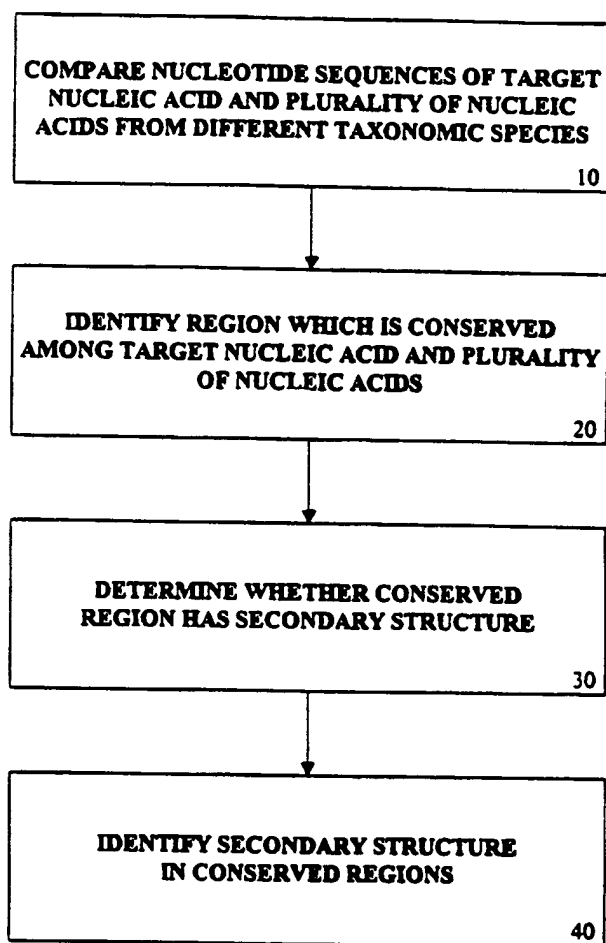 COMPARE NUCLEOTIDE SEQUENCES OF TARGET
NUCLEIC ACID AND PLURALITY OF NUCLEIC
ACIDS FROM DIFFERENT TAXONOMIC SPECIES
10
IDENTIFY REGION WHICH IS CONSERVED
AMONG TARGET NUCLEIC ACID AND PLURALITY
OF NUCLEIC ACIDS
20
DETERMINE WHETHER CONSERVED
REGION HAS SECONDARY STRUCTURE
30
IDENTIFY SECONDARY STRUCTURE
IN CONSERVED REGIONS
40